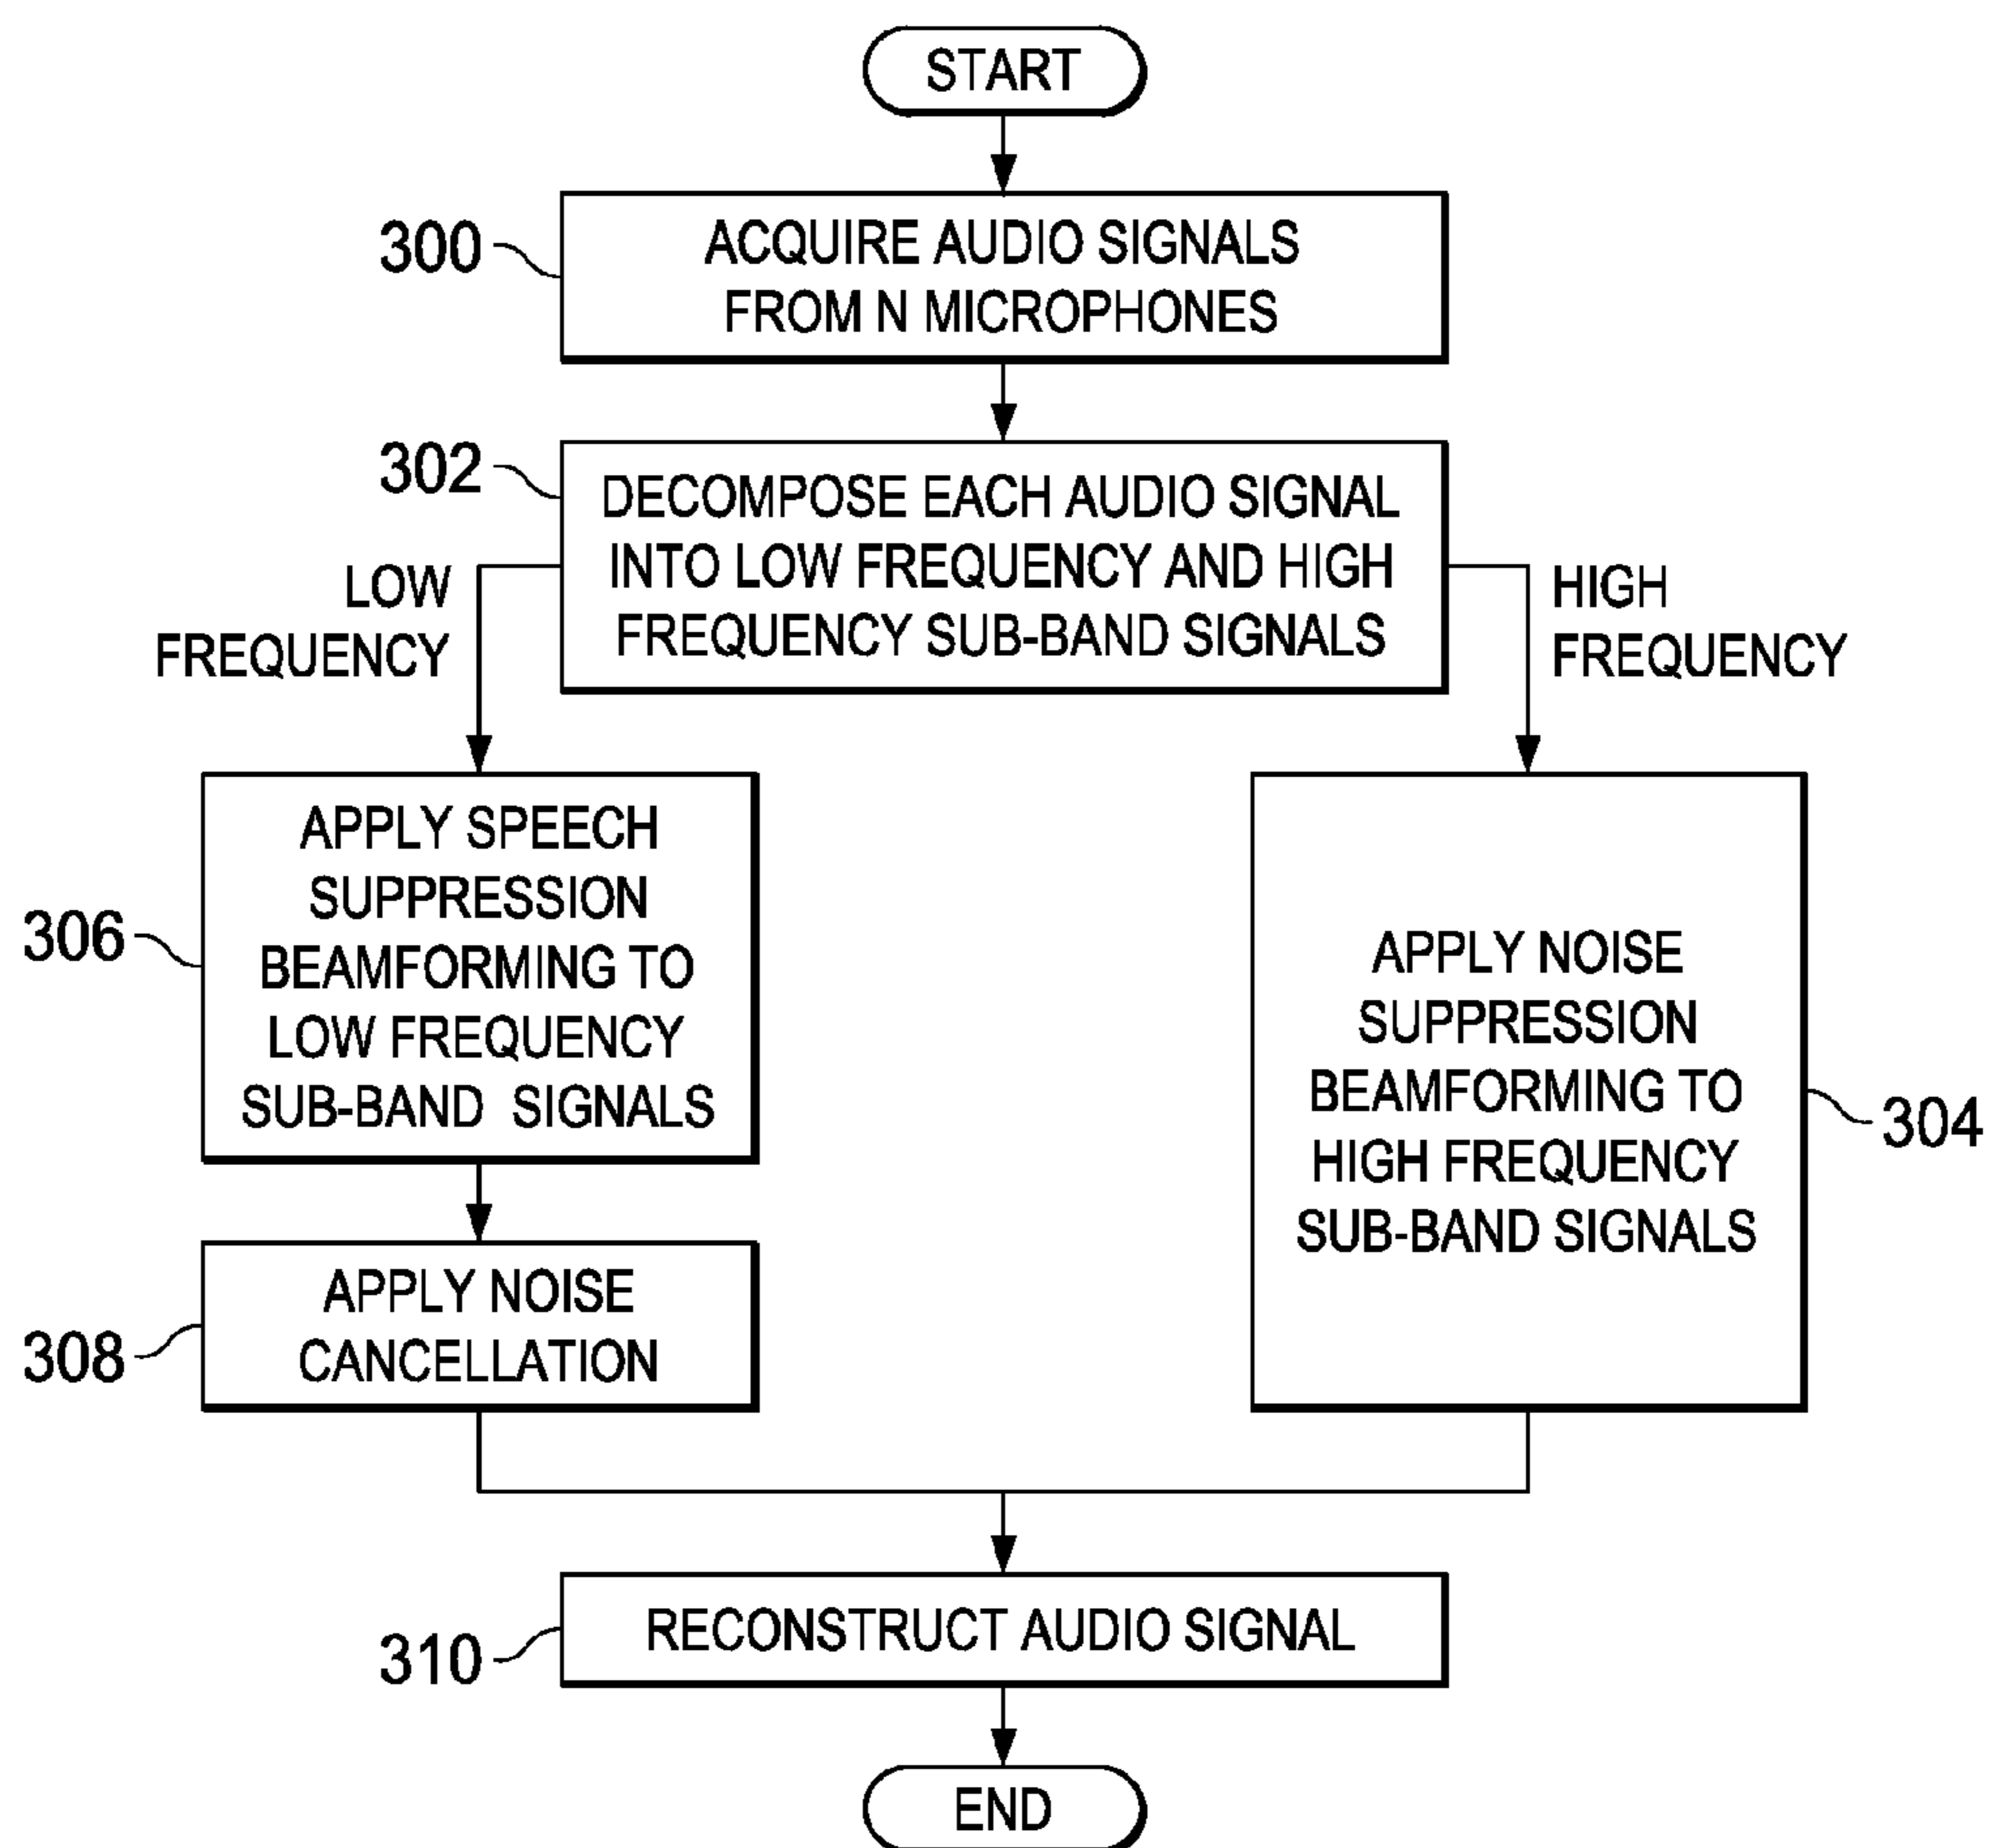 START
300
ACQUIRE AUDIO SIGNALS
FROM N MICROPHONES
302
DECOMPOSE EACH AUDIO SIGNAL
INTO LOW FREQUENCY AND HIGH
FREQUENCY SUB-BAND SIGNALS
LOW
FREQUENCY
HIGH
FREQUENCY
306
APPLY SPEECH
SUPPRESSION
BEAMFORMING TO
LOW FREQUENCY
SUB-BAND SIGNALS
APPLY NOISE
SUPPRESSION
BEAMFORMING TO
HIGH FREQUENCY
SUB-BAND SIGNALS
304
308
APPLY NOISE
CANCELLATION
310
RECONSTRUCT AUDIO SIGNAL
END